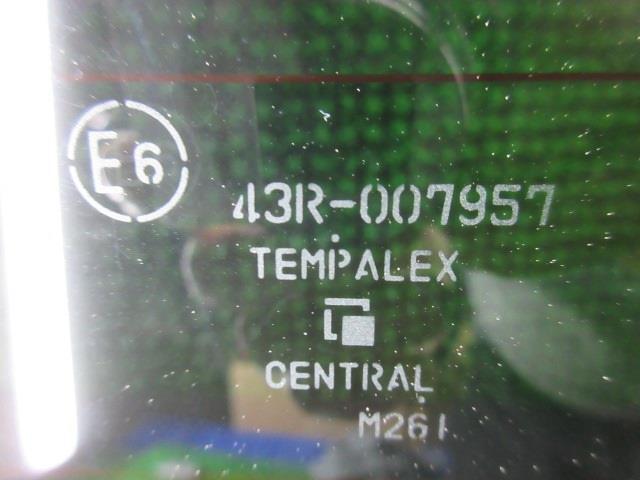 E6
43R-007957
TEMPALEX
CENTRAL
M261